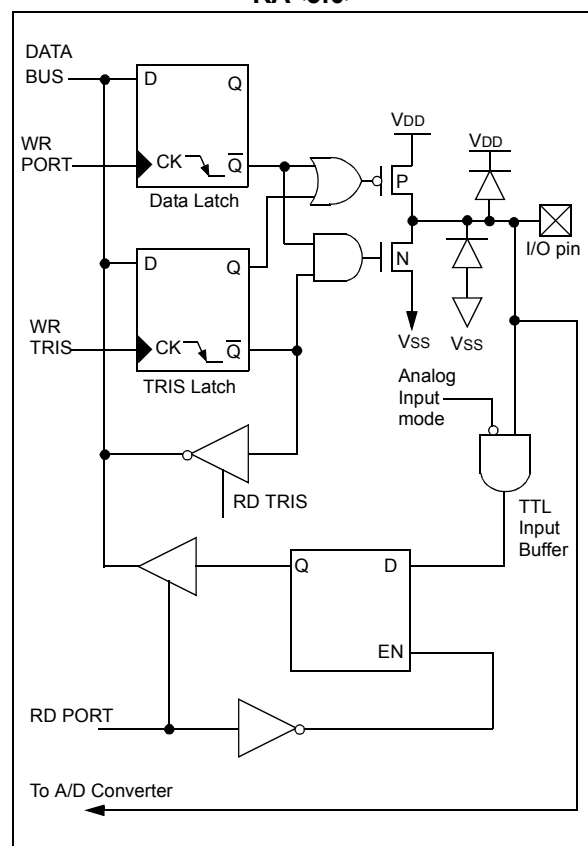 DATA
BUS
D
Q
VDD
VDD
WR
PORT
CK
Q
P
Data Latch
I/O pin
D
Q
N
WR
TRIS
CK
Q
VSS
VSS
TRIS Latch
Analog
Input
mode
RD TRIS
TTL
Input
Buffer
Q
D
EN
RD PORT
To A/D Converter